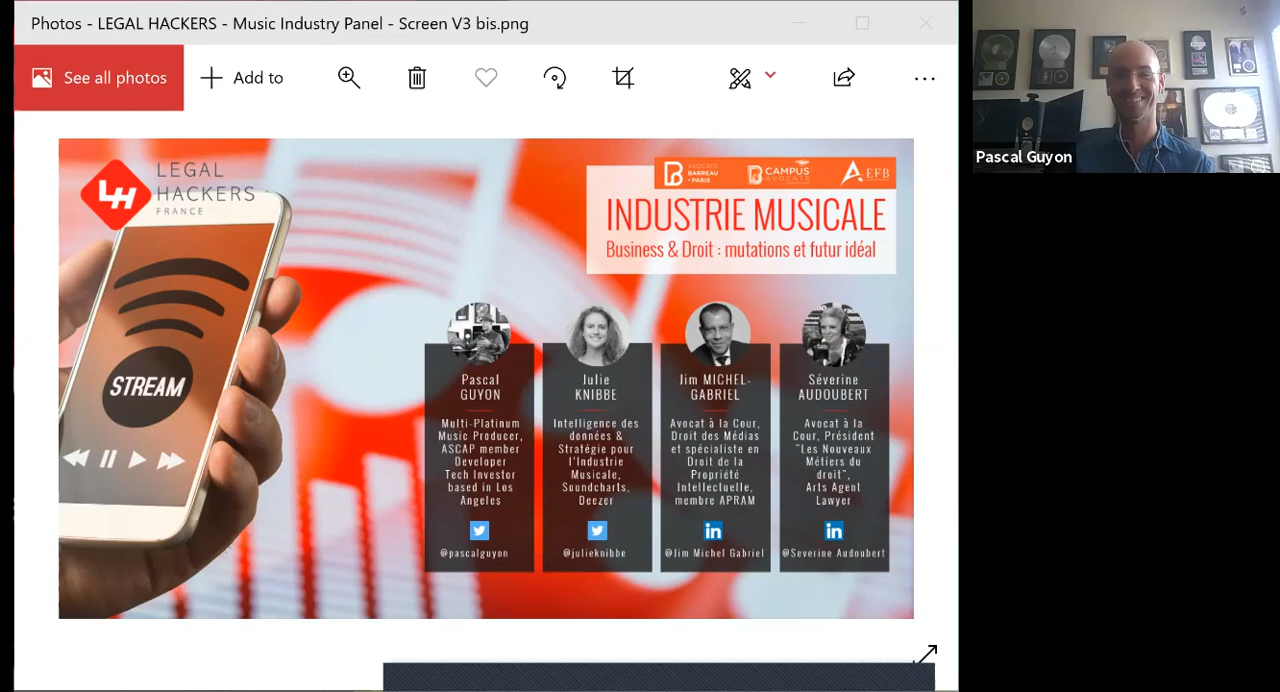 Photos - LEGAL HACKERS - Music Industry Panel - Screen V3 bis.png
See all photos
Add to
Pascal Guyon
LH
LEGAL
HACKERS
FRANCE
AVOCATS
BARREAU
PARIS
CAMPUS
AVOCATS
AEFB
INDUSTRIE MUSICALE
Business & Droit : mutations et futur idéal
STREAM
Pascal
GUYON
Multi-Platinum
Music Producer,
ASCAP member
Developer
Tech Investor
based in Los
Angeles
@pascalguyon
Julie
KNIBBE
Intelligence des
données &
Stratégie pour
l'Industrie
Musicale,
Soundcharts,
Deezer
@julieknibbe
Jim MICHEL-
GABRIEL
Avocat à la Cour,
Droit des Médias
et spécialiste en
Droit de la
Propriété
Intellectuelle,
membre APRAM
in
@Jim Michel Gabriel
Séverine
AUDOUBERT
Avocat à la
Cour, Président
"Les Nouveaux
Métiers du
droit",
Arts Agent
Lawyer
in
@Severine Audoubert